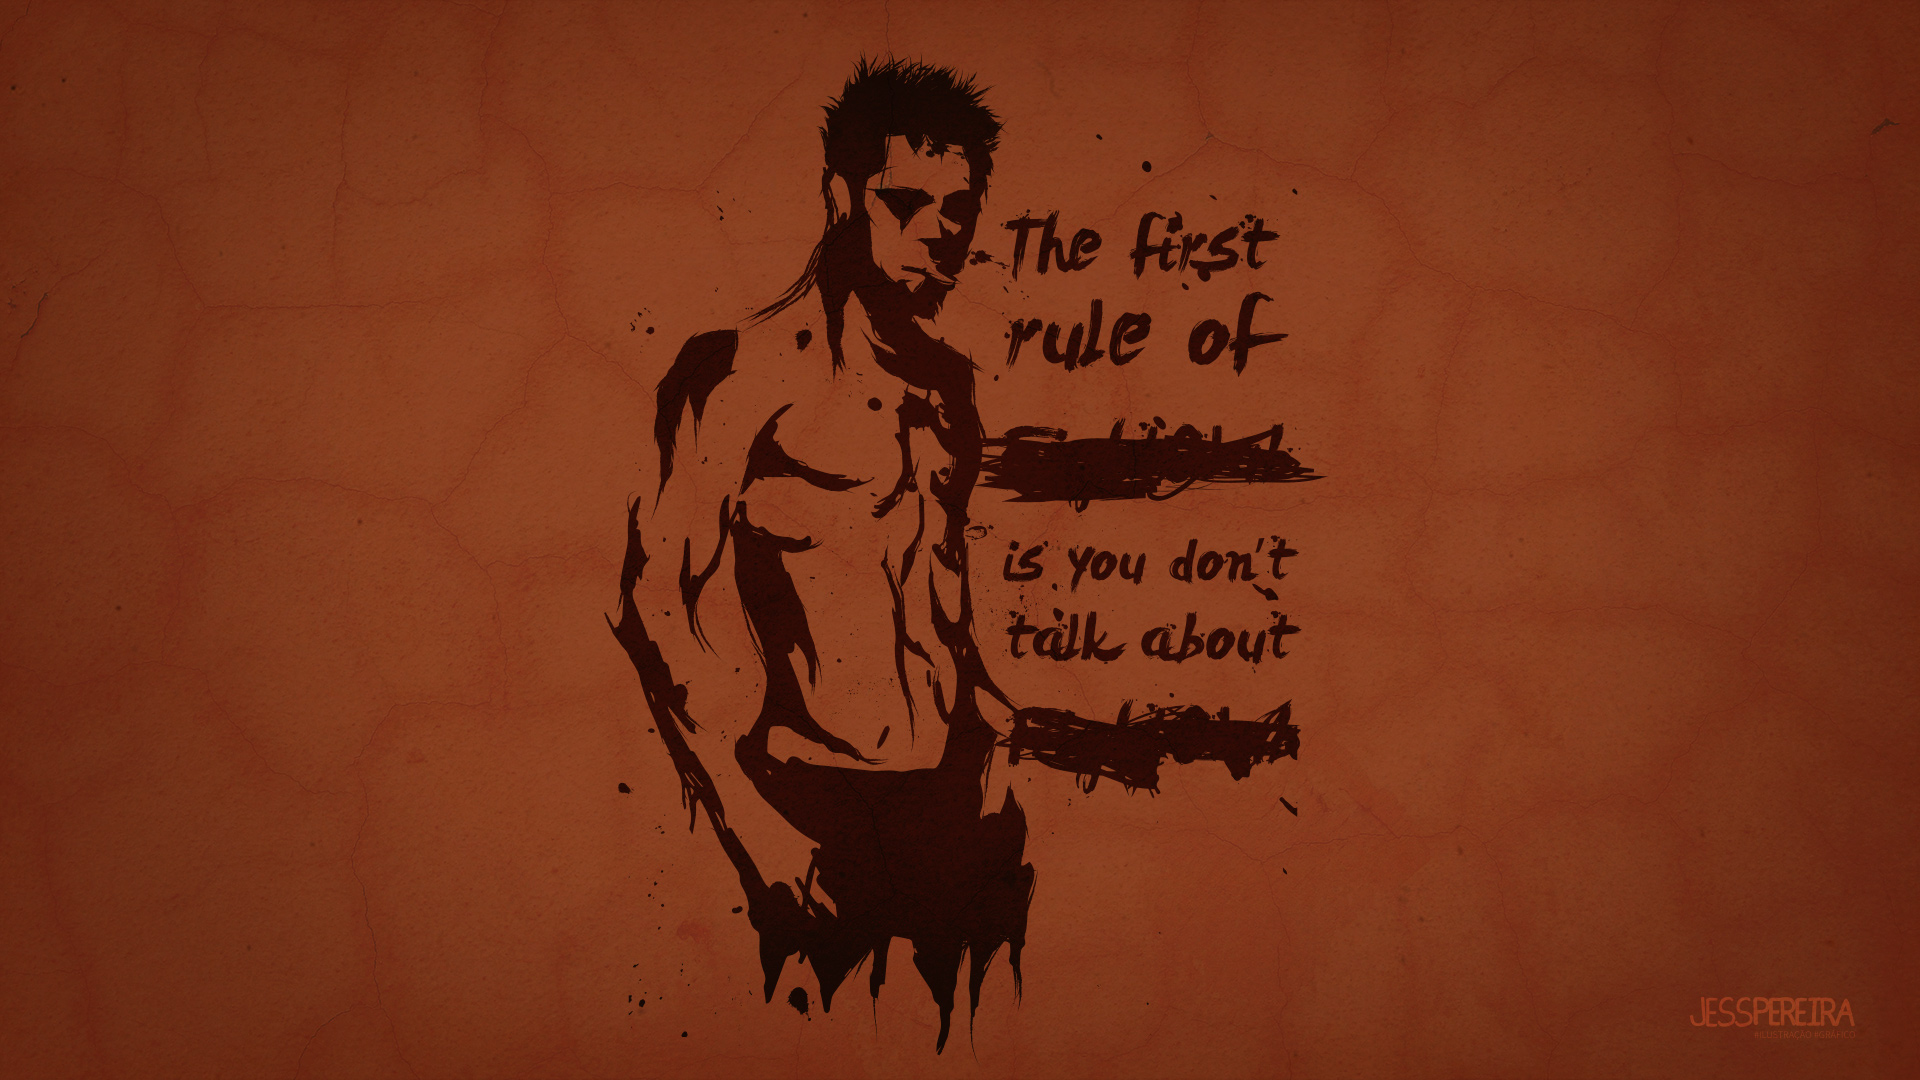 The first
rule of
is you don't
talk about
JESSPEREIRA